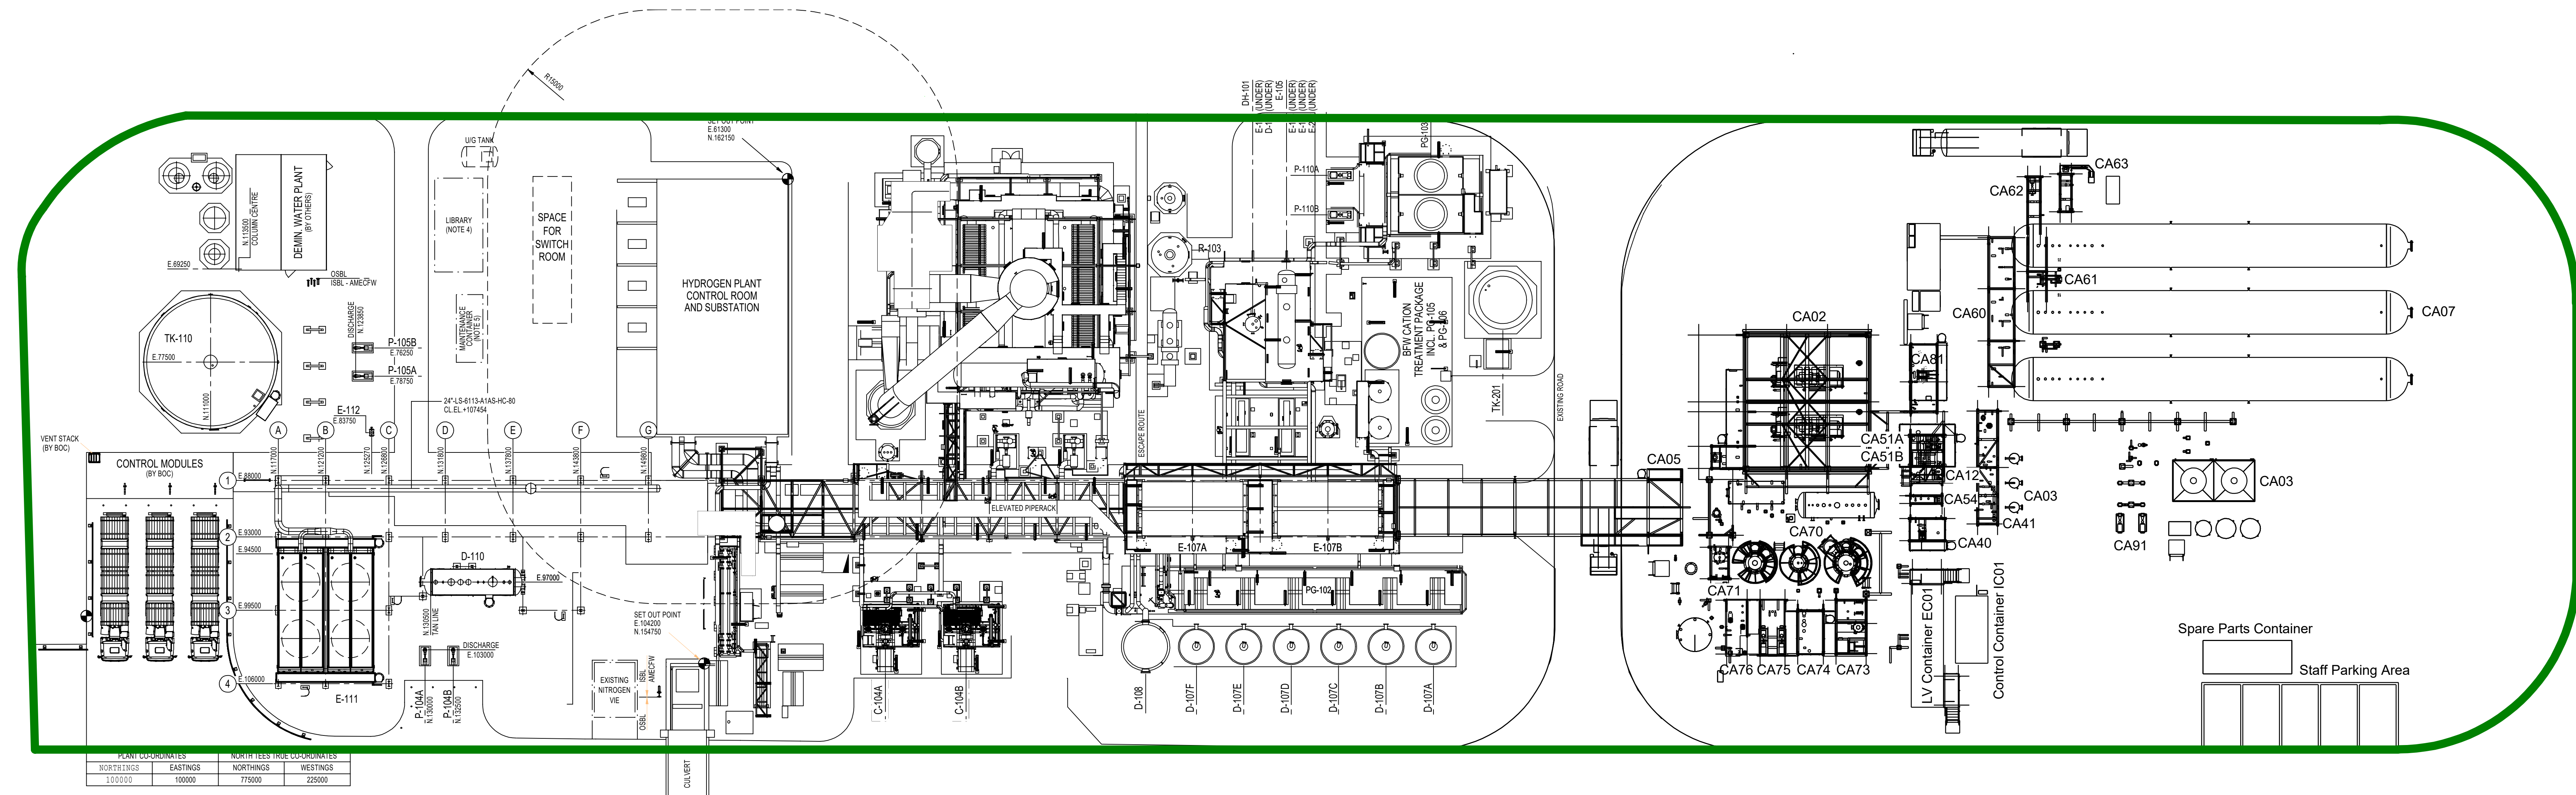 R15000
SET OUT POINT
E.61300
N.162150
U/G TANK
DEMIN. WATER PLANT
(BY OTHERS)
N.113500
COLUMN CENTRE
E.69250
OSBL
ISBL - AMECFW
LIBRARY
(NOTE 4)
SPACE
FOR
SWITCH
ROOM
MAINTENANCE
CONTAINER
(NOTE 5)
HYDROGEN PLANT
CONTROL ROOM
AND SUBSTATION
TK-110
E.77500
N.111000
DISCHARGE
N.123850
P-105B
E.76250
P-105A
E.78750
E-112
E.83750
24"-LS-6113-A1AS-HC-80
CL.EL.+107454
VENT STACK
(BY BOC)
CONTROL MODULES
(BY BOC)
A
B
C
D
E
F
G
N.117000
N.121200
N.125270
N.126800
N.131800
N.137800
N.143800
N.149800
1
E.88000
2
E.93000
E.94500
3
E.99500
4
E.106000
E-111
D-110
E.97000
N.130500
TAN LINE
DISCHARGE
E.103000
P-104A
N.130000
P-104B
N.132500
EXISTING
NITROGEN
VIE
ISBL
AMECFW
OSBL
SET OUT POINT
E.104200
N.154750
CULVERT
PLANT CO-ORDINATES
NORTH TEES TRUE CO-ORDINATES
NORTHINGS
EASTINGS
NORTHINGS
WESTINGS
100000
100000
775000
225000
DH-101
(UNDER)
(UNDER)
E-105
(UNDER)
(UNDER)
(UNDER)
PG-103
P-110A
P-110B
R-103
BFW CATION
TREATMENT PACKAGE
INCL. PG-105
& PG-106
TK-201
ESCAPE ROUTE
EXISTING ROAD
ELEVATED PIPERACK
E-107A
E-107B
PG-102
C-104A
C-104B
D-108
D-107F
D-107E
D-107D
D-107C
D-107B
D-107A
CA05
CA02
CA63
CA62
CA61
CA60
CA07
CA81
CA51A
CA51B
CA12
CA54
CA03
CA41
CA03
CA40
CA91
CA70
CA71
CA76
CA75
CA74
CA73
LV Container EC01
Control Container IC01
Spare Parts Container
Staff Parking Area